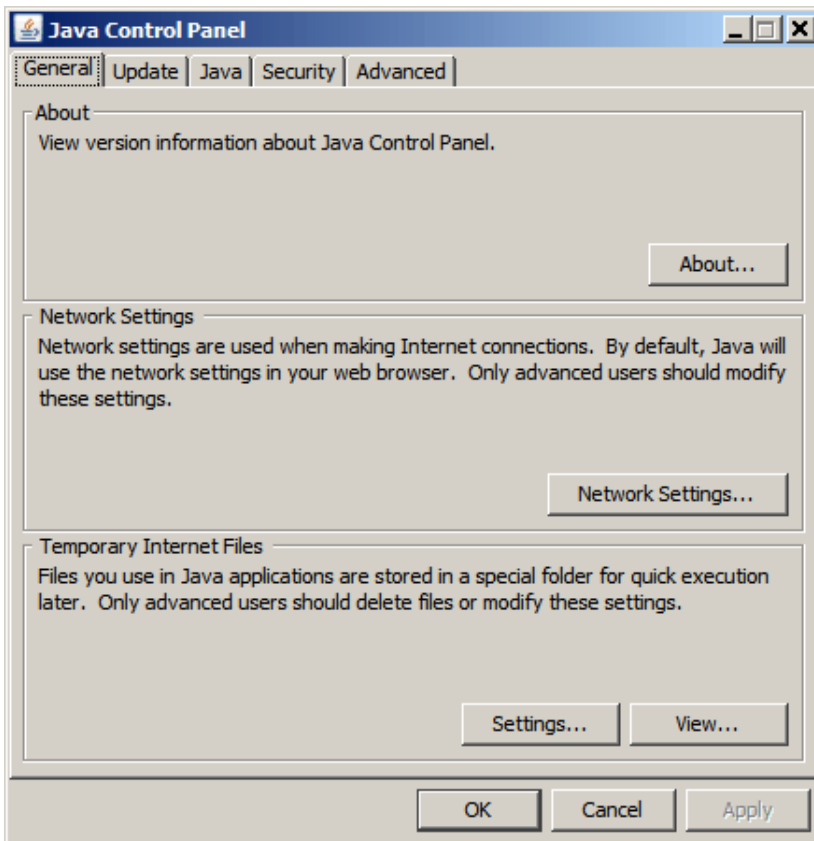 Java Control Panel
General Update Java Security Advanced
About
View version information about Java Control Panel.
About...
Network Settings
Network settings are used when making Internet connections.  By default, Java will
use the network settings in your web browser.  Only advanced users should modify
these settings.
Network Settings...
Temporary Internet Files
Files you use in Java applications are stored in a special folder for quick execution
later.  Only advanced users should delete files or modify these settings.
Settings... View...
OK Cancel Apply